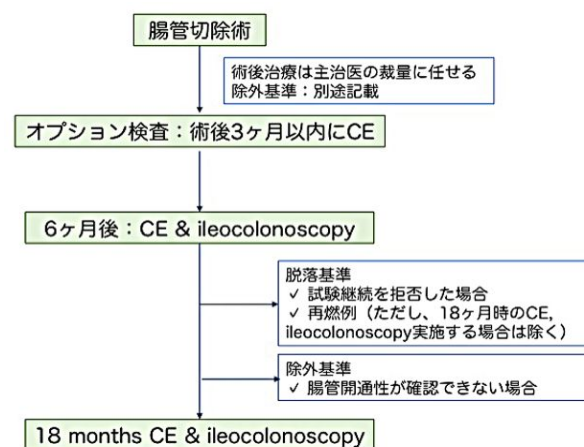 腸管切除術
術後治療は主治医の裁量に任せる
除外基準：別途記載
オプション検査：術後3ヶ月以内にCE
6ヶ月後：CE & ileocolonoscopy
脱落基準
✓ 試験継続を拒否した場合
✓ 再燃例（ただし、18ヶ月時のCE,
ileocolonoscopy実施する場合は除く）
除外基準
✓ 腸管開通性が確認できない場合
18 months CE & ileocolonoscopy